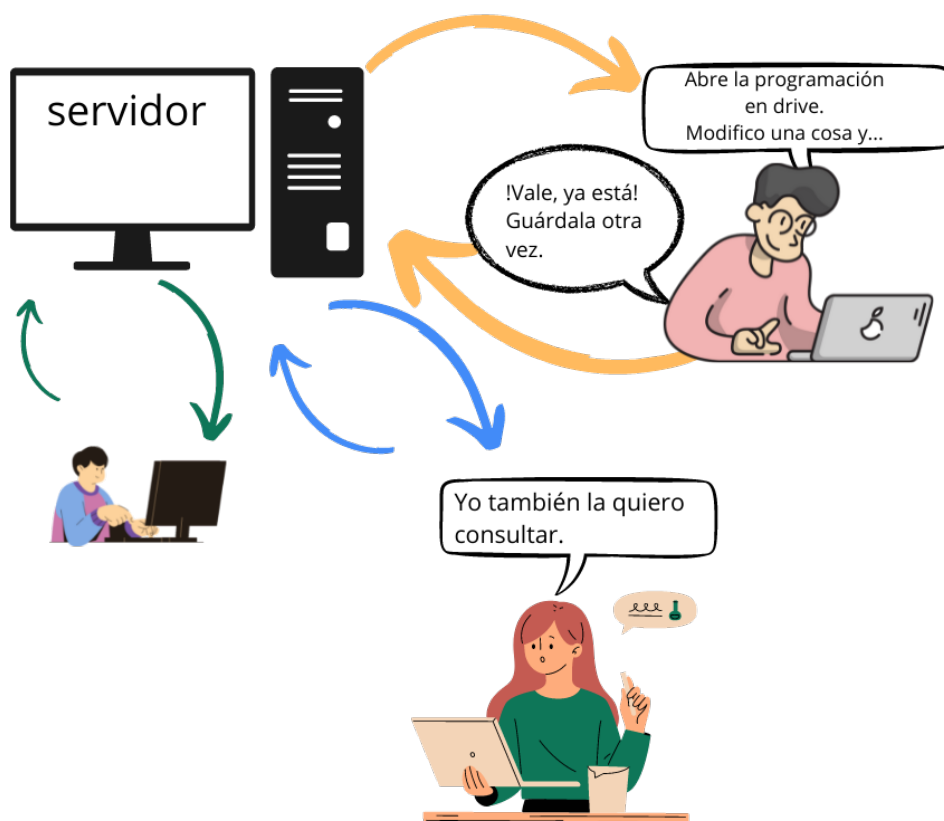 servidor
Abre la programación
en drive.
Modifico una cosa y...
!Vale, ya está!
Guárdala otra
vez.
Yo también la quiero
consultar.